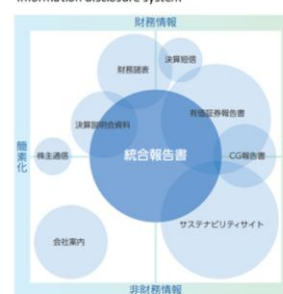 Information disclosure system
財務情報
決算短信
財務諸表
有価証券報告書
決算説明会資料
簡素化
株主通信
統合報告書
CG報告書
サステナビリティサイト
会社案内
非財務情報